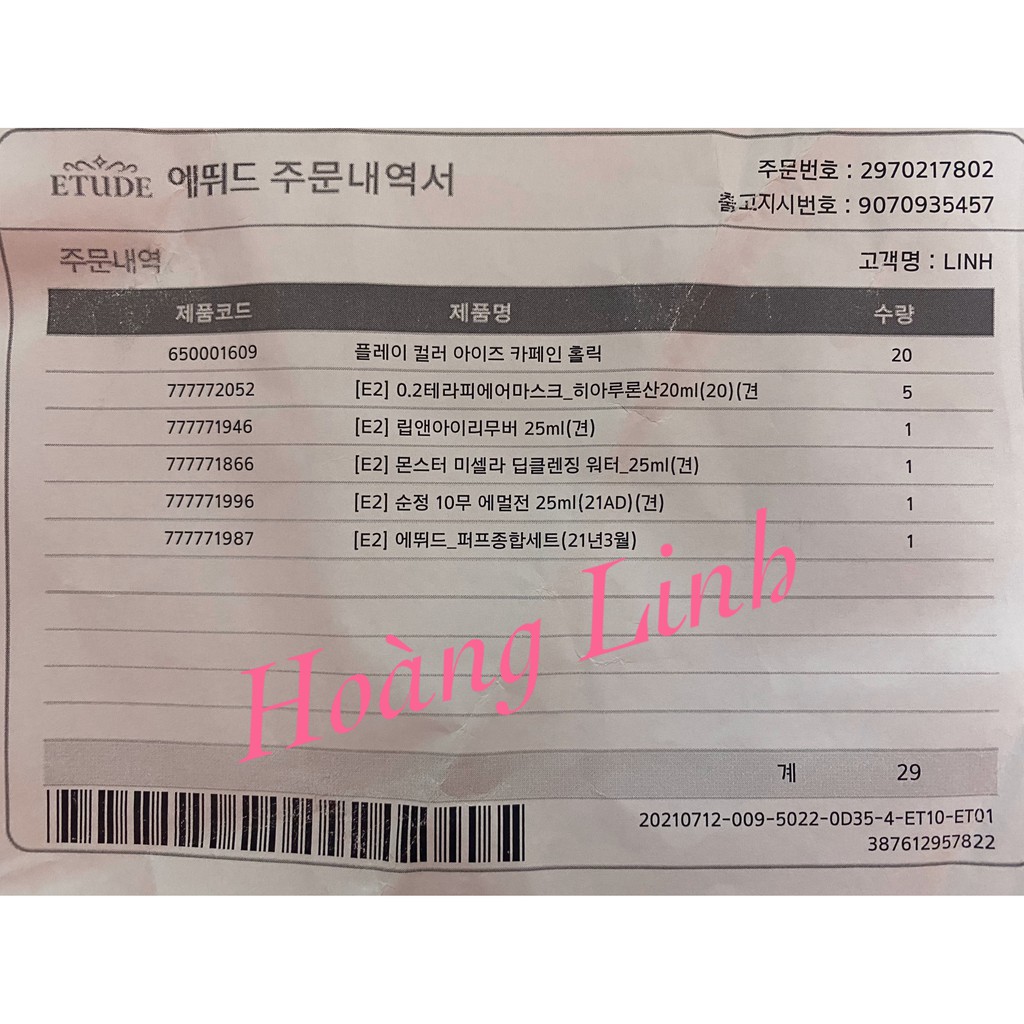 ETUDE 에뛰드 주문내역서
주문번호 : 2970217802
출고지시번호 : 9070935457
주문내역
고객명 : LINH
제품코드 제품명 수량
650001609 플레이 컬러 아이즈 카페인 홀릭 20
777772052 [E2] 0.2테라피에어마스크_히아루론산20ml(20)(견 5
777771946 [E2] 립앤아이리무버 25ml(견) 1
777771866 [E2] 몬스터 미셀라 딥클렌징 워터_25ml(견) 1
777771996 [E2] 순정 10무 에멀전 25ml(21AD)(견) 1
777771987 [E2] 에뛰드_퍼프종합세트(21년3월) 1
Hoàng Linh
계 29
20210712-009-5022-0D35-4-ET10-ET01
387612957822